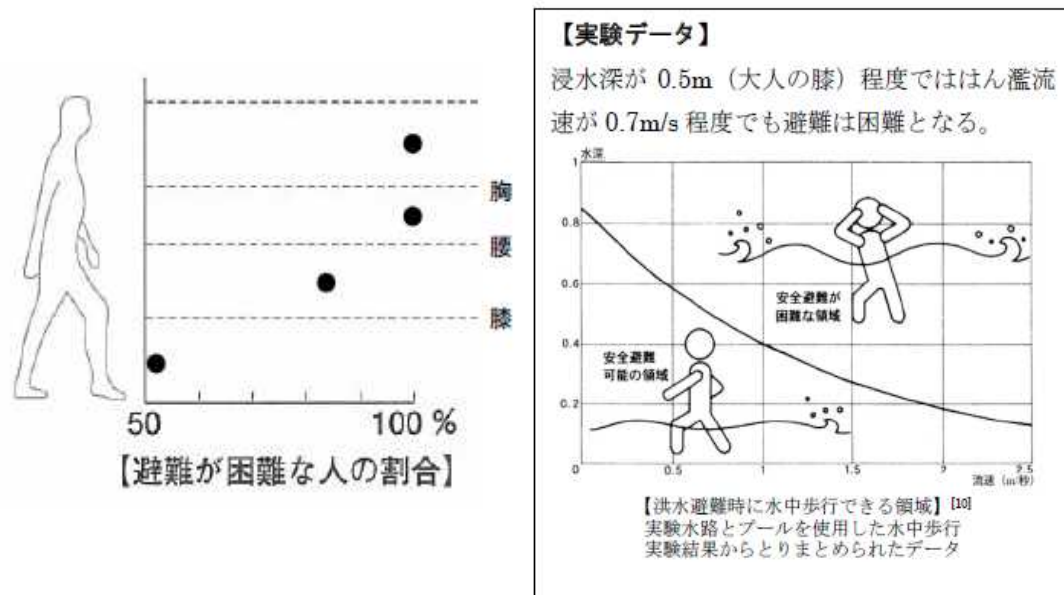 胸
腰
膝
50
100 %
【避難が困難な人の割合】
【実験データ】
浸水深が 0.5m（大人の膝）程度でははん濫流
速が 0.7m/s 程度でも避難は困難となる。
水深
1
0.8
0.6
0.4
0.2
0
0.5
1
1.5
2
2.5
流速（m/秒）
安全避難が
困難な領域
安全避難
可能の領域
【洪水避難時に水中歩行できる領域】[10]
実験水路とプールを使用した水中歩行
実験結果からとりまとめられたデータ